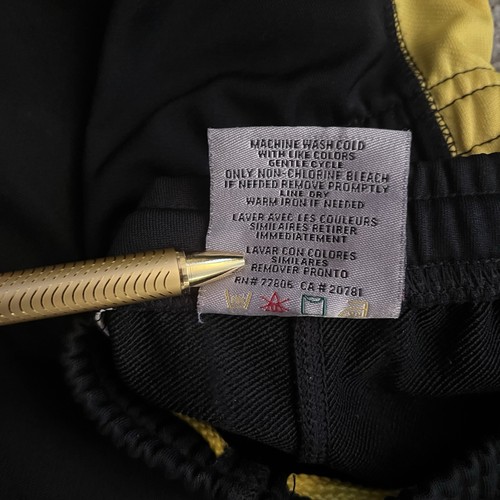 MACHINE WASH COLD
WITH LIKE COLORS
GENTLE CYCLE
ONLY NON-CHLORINE BLEACH
IF NEEDED REMOVE PROMPTLY
LINE DRY
WARM IRON IF NEEDED
LAVER AVEC LES COULEURS
SIMILAIRES RETIRER
IMMEDIATEMENT
LAVAR CON COLORES
SIMILARES
REMOVER PRONTO
RN# 77806 CA# 20781